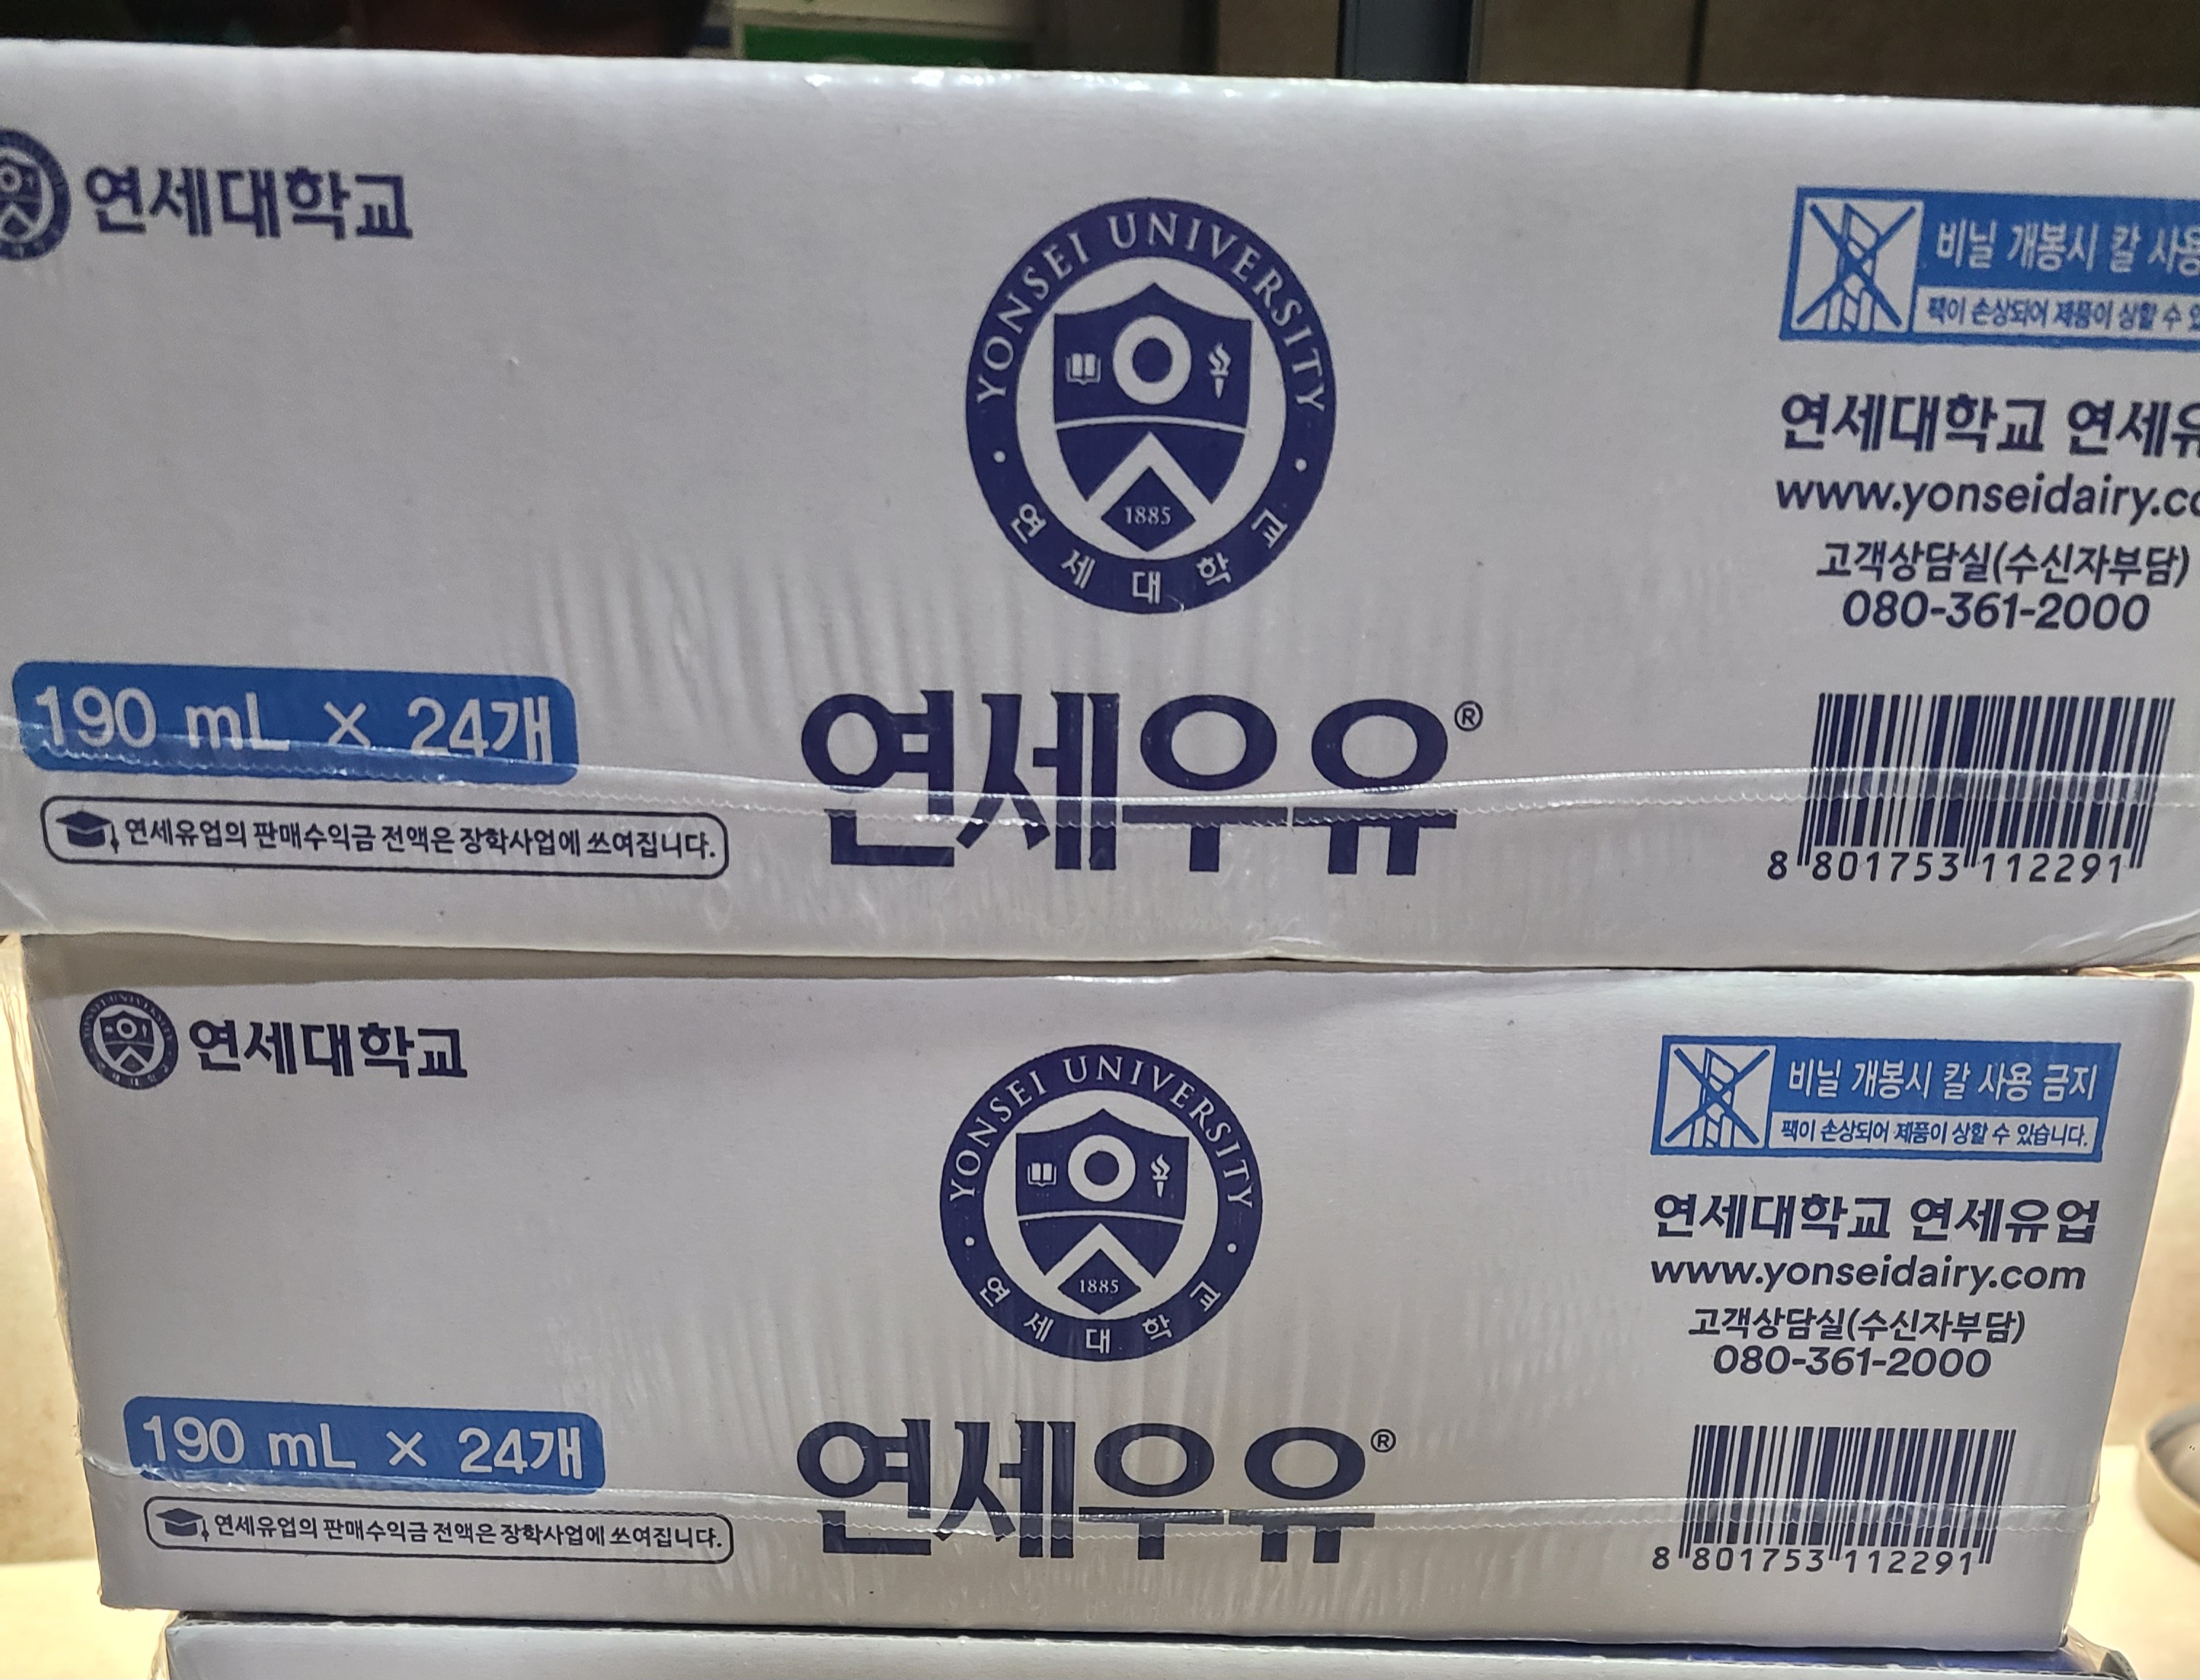 연세대학교
YONSEI UNIVERSITY
1885
연세대학교
비닐 개봉시 칼 사용
팩이 손상되어 제품이 상할 수
연세대학교 연세유
www.yonseidairy.co
고객상담실(수신자부담)
080-361-2000
190 mL × 24개
연세유업의 판매수익금 전액은 장학사업에 쓰여집니다.
연세우유®
8 801753 112291
연세대학교
YONSEI UNIVERSITY
1885
연세대학교
비닐 개봉시 칼 사용 금지
팩이 손상되어 제품이 상할 수 있습니다.
연세대학교 연세유업
www.yonseidairy.com
고객상담실(수신자부담)
080-361-2000
190 mL × 24개
연세유업의 판매수익금 전액은 장학사업에 쓰여집니다.
연세우유®
8 801753 112291